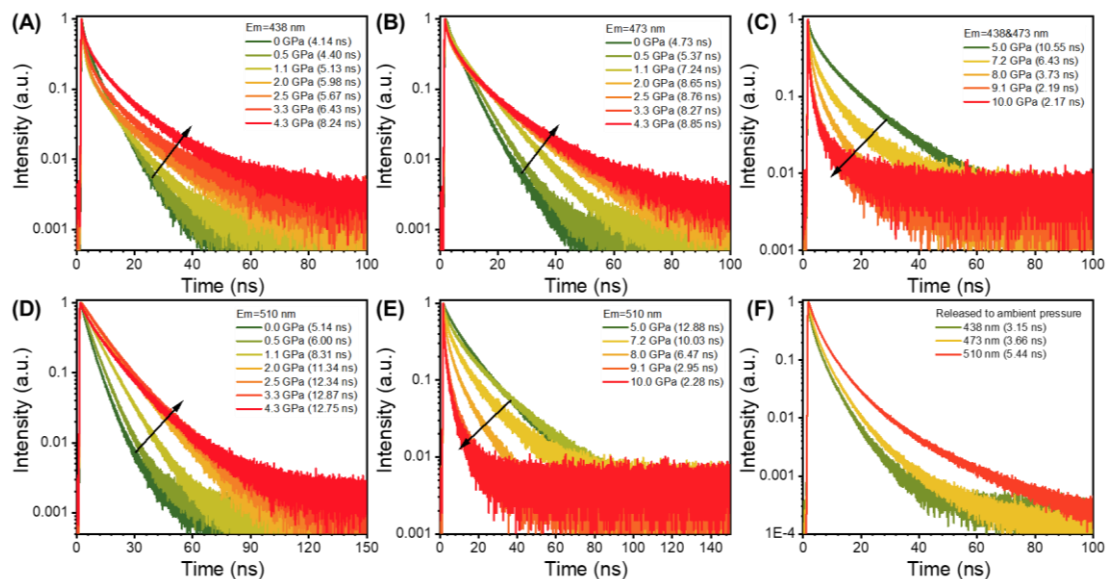 (A)
Em=438 nm
0 GPa (4.14 ns)
0.5 GPa (4.40 ns)
1.1 GPa (5.13 ns)
2.0 GPa (5.98 ns)
2.5 GPa (5.67 ns)
3.3 GPa (6.43 ns)
4.3 GPa (8.24 ns)
Intensity (a.u.)
1
0.1
0.01
0.001
0 20 40 60 80 100
Time (ns)
(B)
Em=473 nm
0 GPa (4.73 ns)
0.5 GPa (5.37 ns)
1.1 GPa (7.24 ns)
2.0 GPa (8.65 ns)
2.5 GPa (8.76 ns)
3.3 GPa (8.27 ns)
4.3 GPa (8.85 ns)
Intensity (a.u.)
1
0.1
0.01
0.001
0 20 40 60 80 100
Time (ns)
(C)
Em=438&473 nm
5.0 GPa (10.55 ns)
7.2 GPa (6.43 ns)
8.0 GPa (3.73 ns)
9.1 GPa (2.19 ns)
10.0 GPa (2.17 ns)
Intensity (a.u.)
1
0.1
0.01
0.001
0 20 40 60 80 100
Time (ns)
(D)
Em=510 nm
0.0 GPa (5.14 ns)
0.5 GPa (6.00 ns)
1.1 GPa (8.31 ns)
2.0 GPa (11.34 ns)
2.5 GPa (12.34 ns)
3.3 GPa (12.87 ns)
4.3 GPa (12.75 ns)
Intensity (a.u.)
1
0.1
0.01
0.001
0 30 60 90 120 150
Time (ns)
(E)
Em=510 nm
5.0 GPa (12.88 ns)
7.2 GPa (10.03 ns)
8.0 GPa (6.47 ns)
9.1 GPa (2.95 ns)
10.0 GPa (2.28 ns)
Intensity (a.u.)
1
0.1
0.01
0.001
0 20 40 60 80 100 120 140
Time (ns)
(F)
Released to ambient pressure
438 nm (3.15 ns)
473 nm (3.66 ns)
510 nm (5.44 ns)
Intensity (a.u.)
1
0.1
0.01
0.001
1E-4
0 20 40 60 80 100
Time (ns)